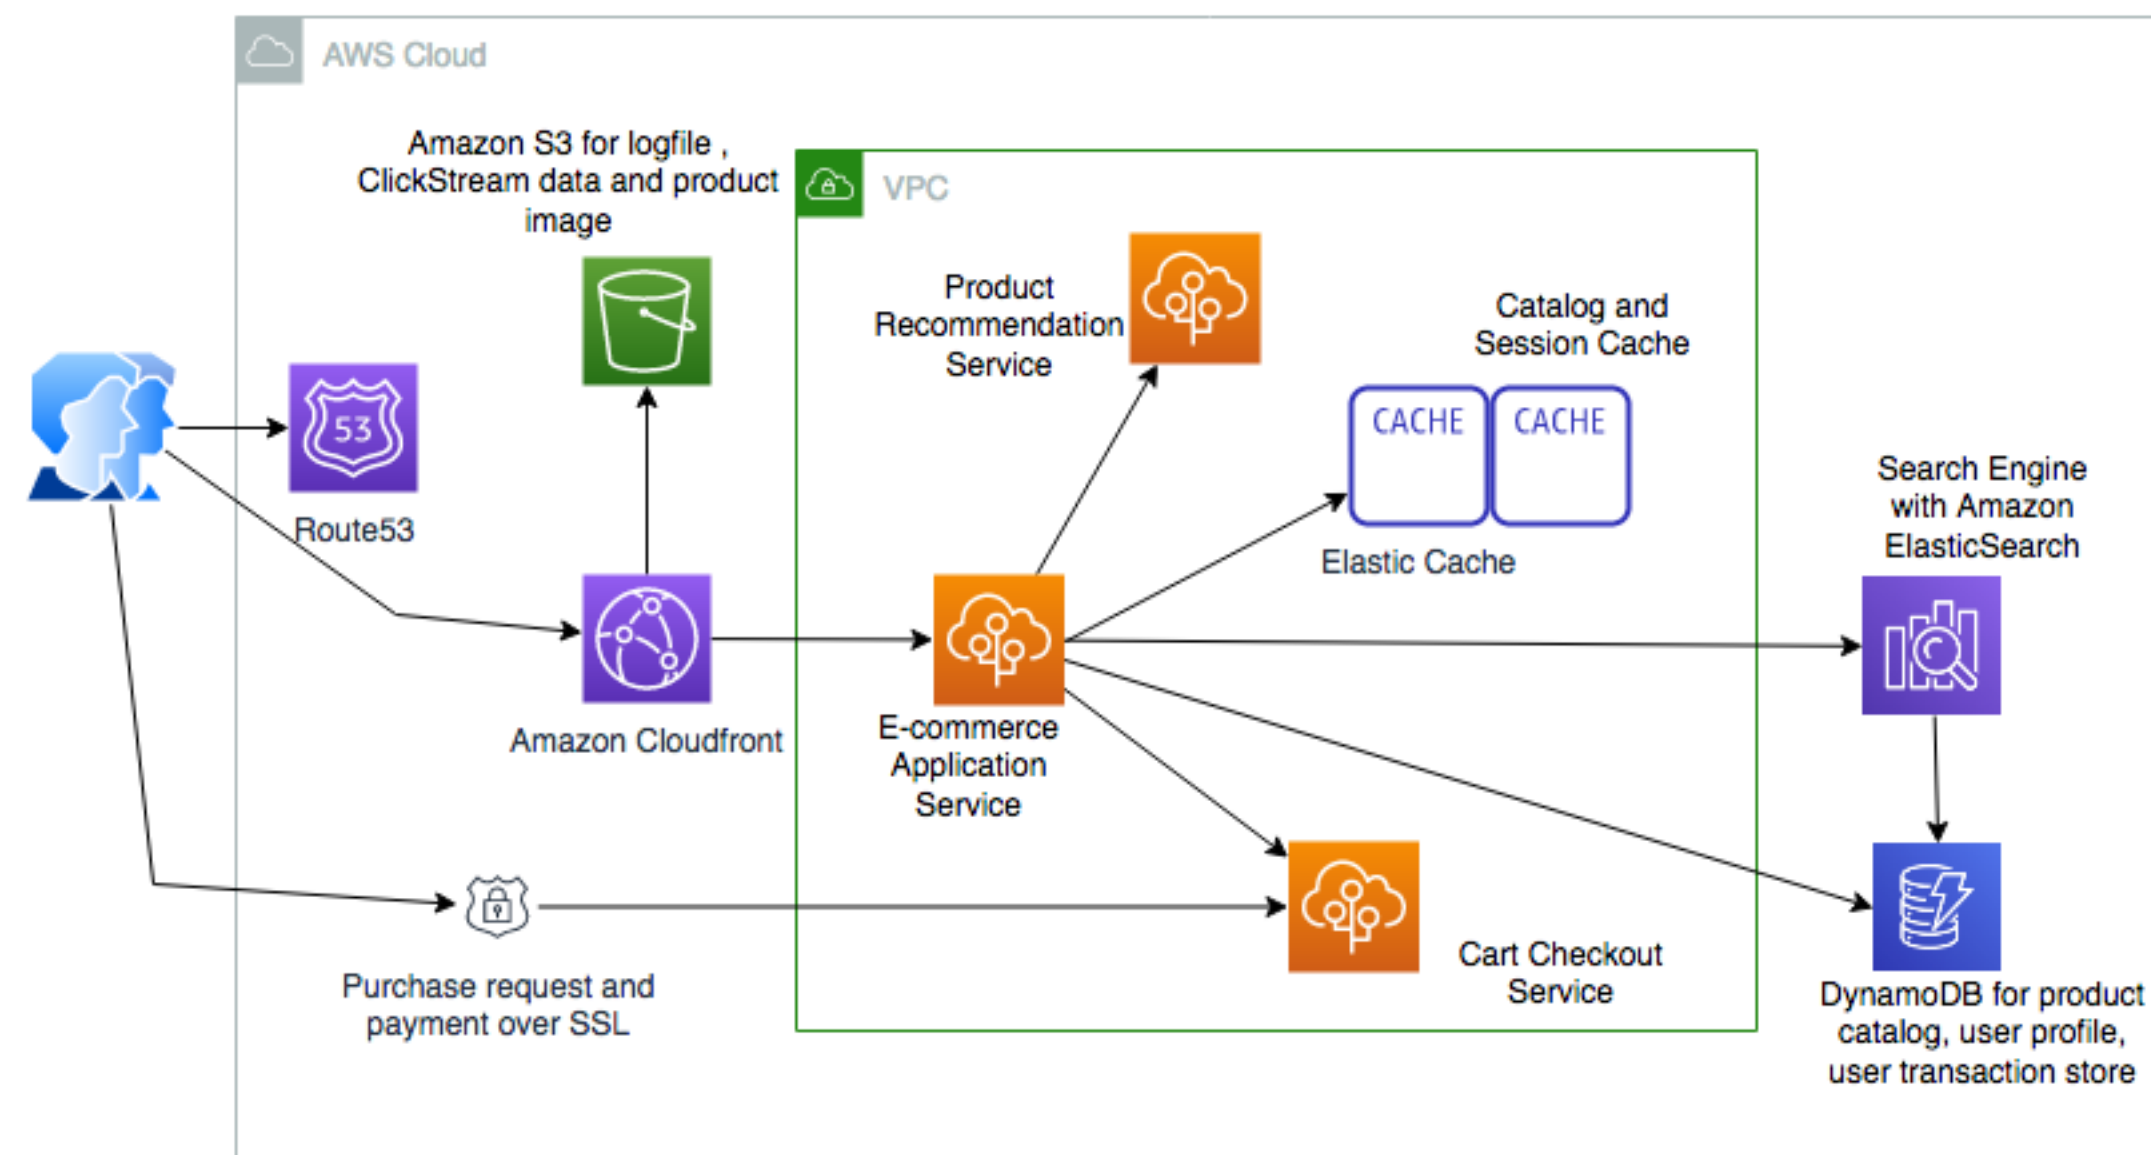 AWS Cloud
Amazon S3 for logfile ,
ClickStream data and product
image
VPC
Product
Recommendation
Service
Catalog and
Session Cache
CACHE
CACHE
Elastic Cache
53
Route53
Search Engine
with Amazon
ElasticSearch
Amazon Cloudfront
E-commerce
Application
Service
Purchase request and
payment over SSL
Cart Checkout
Service
DynamoDB for product
catalog, user profile,
user transaction store